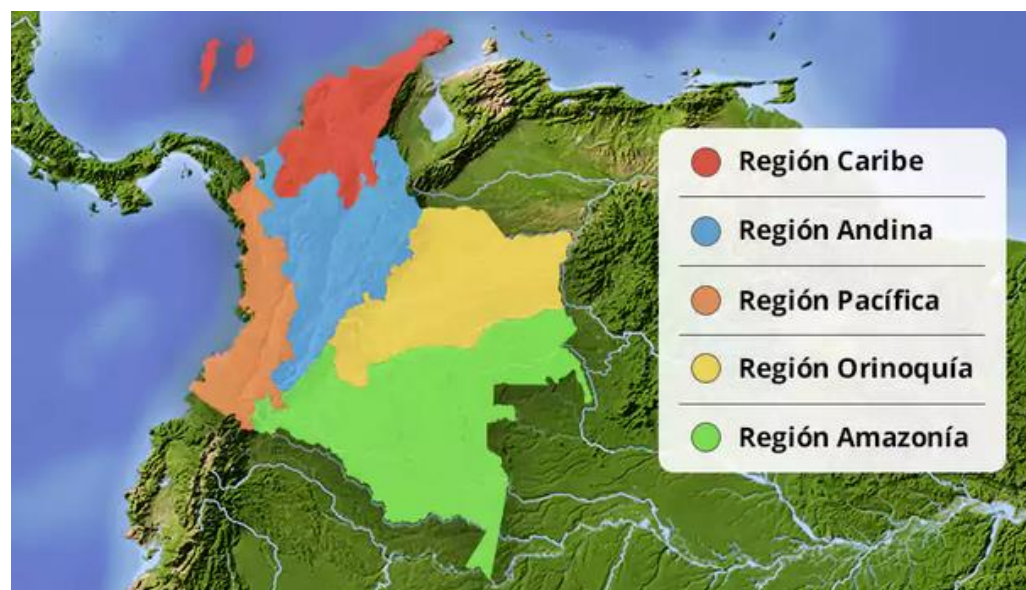 Región Caribe
Región Andina
Región Pacífica
Región Orinoquía
Región Amazonía